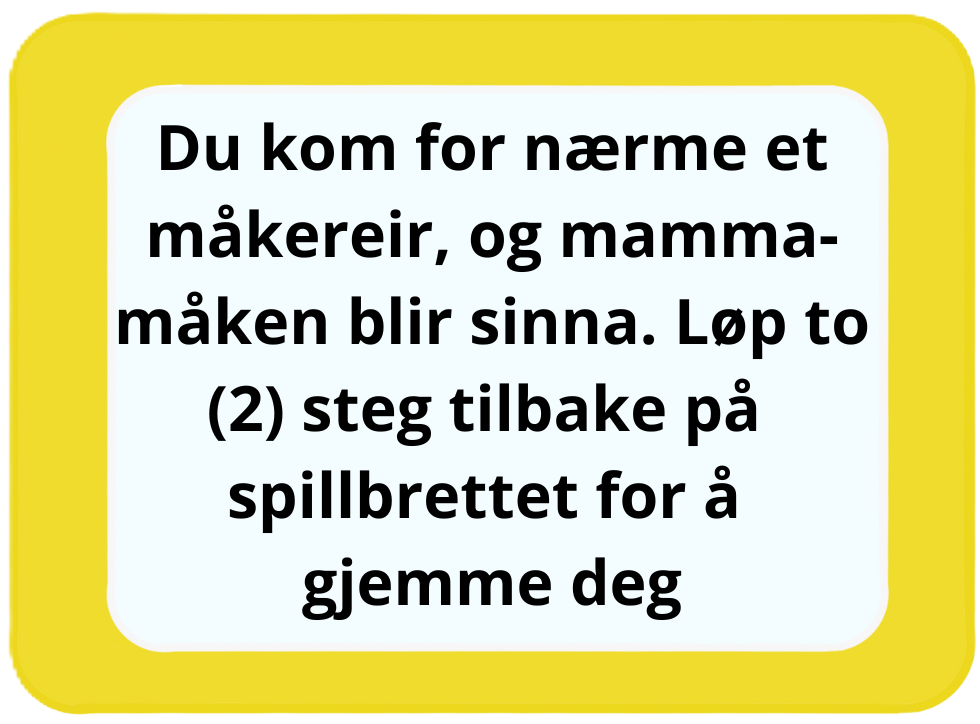 Du kom for nærme et
måkereir, og mamma-
måken blir sinna. Løp to
(2) steg tilbake på
spillbrettet for å
gjemme deg